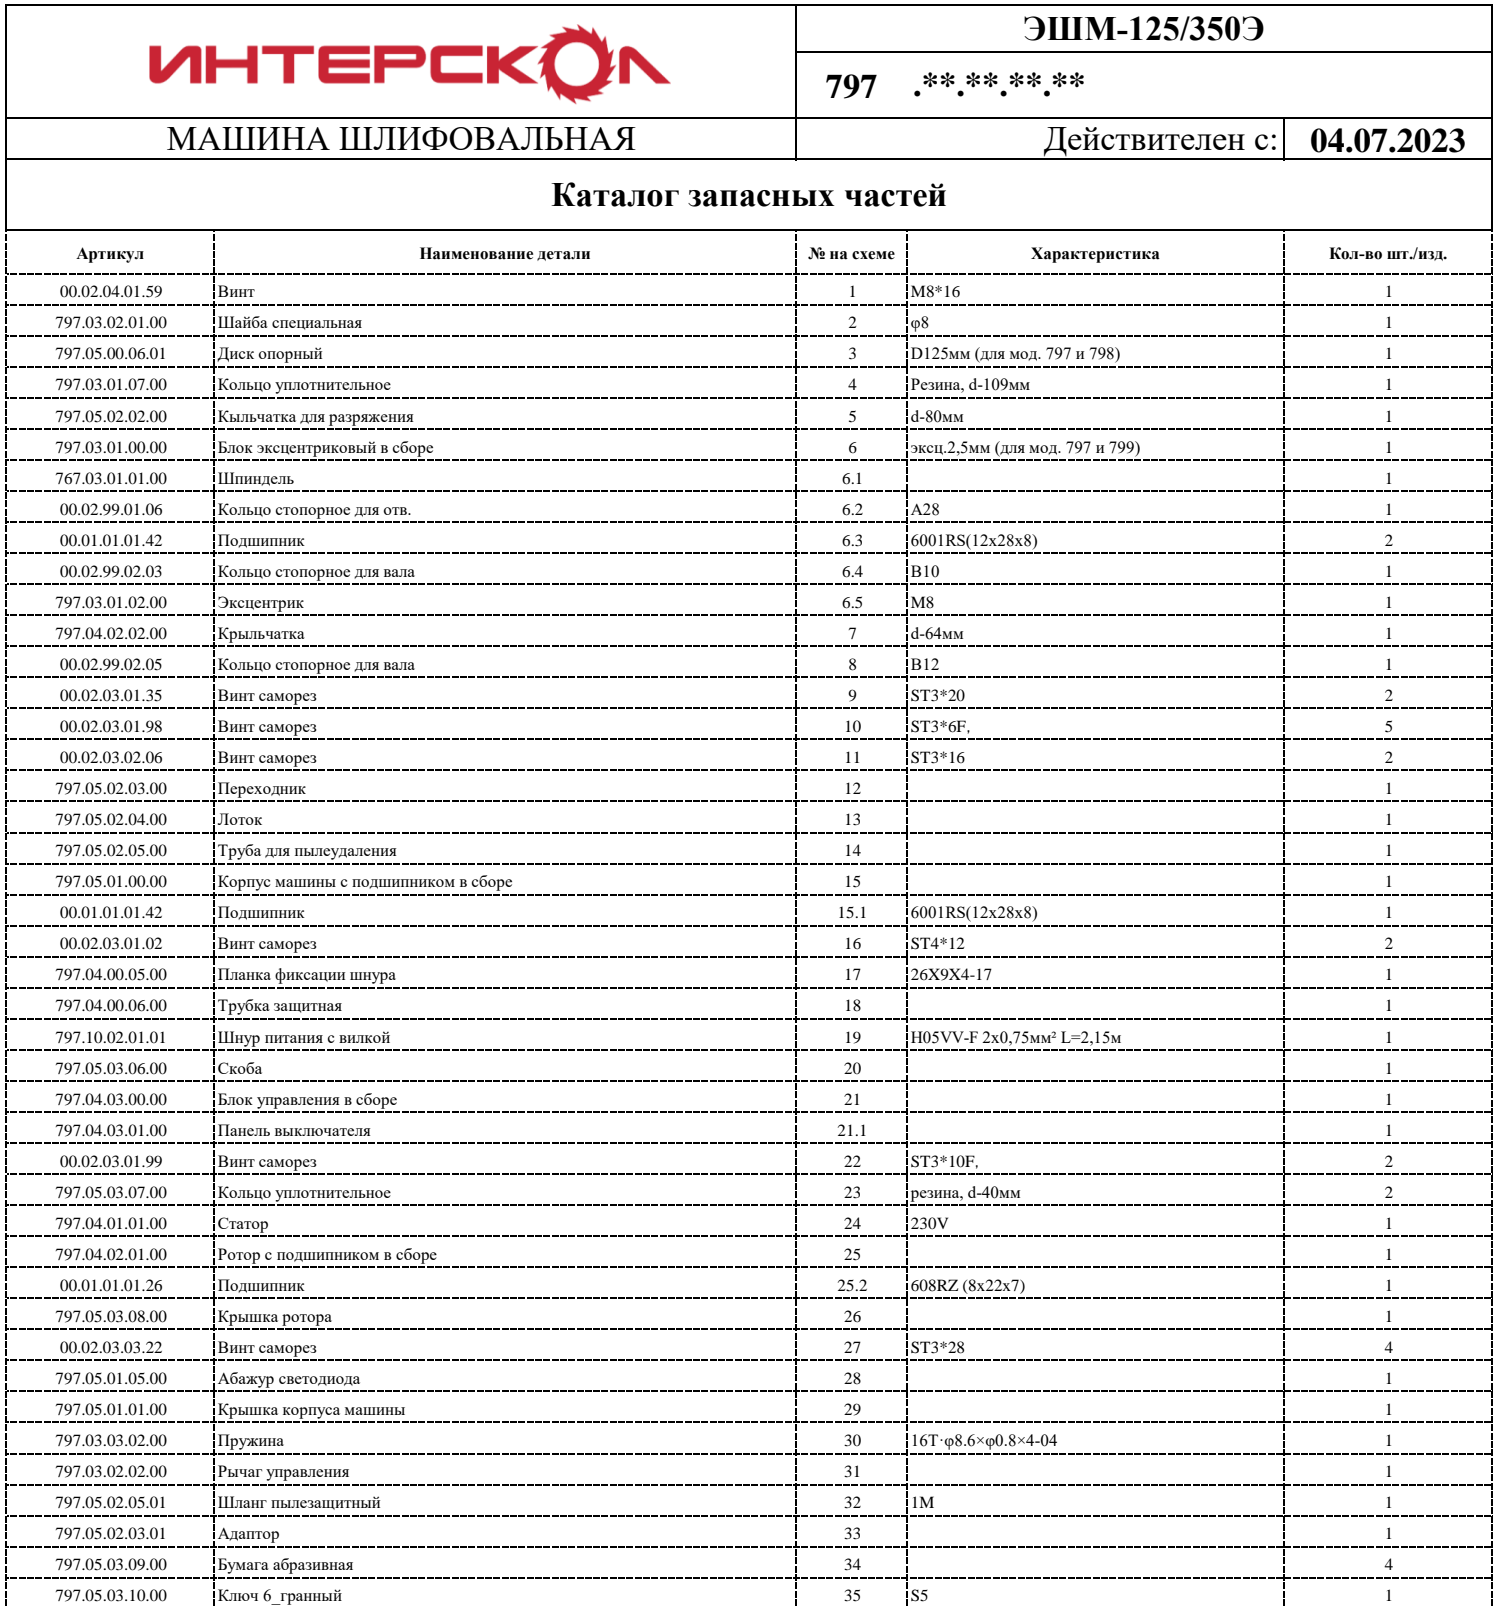 ИНТЕРСКОЛ
ЭШМ-125/350Э
797 .**.**.**.**
МАШИНА ШЛИФОВАЛЬНАЯ Действителен с: 04.07.2023
Каталог запасных частей
Артикул Наименование детали № на схеме Характеристика Кол-во шт./изд.
00.02.04.01.59 Винт 1 M8*16 1
797.03.02.01.00 Шайба специальная 2 φ8 1
797.05.00.06.01 Диск опорный 3 D125мм (для мод. 797 и 798) 1
797.03.01.07.00 Кольцо уплотнительное 4 Резина, d-109мм 1
797.05.02.02.00 Кыльчатка для разряжения 5 d-80мм 1
797.03.01.00.00 Блок эксцентриковый в сборе 6 эксц.2,5мм (для мод. 797 и 799) 1
767.03.01.01.00 Шпиндель 6.1 1
00.02.99.01.06 Кольцо стопорное для отв. 6.2 A28 1
00.01.01.01.42 Подшипник 6.3 6001RS(12x28x8) 2
00.02.99.02.03 Кольцо стопорное для вала 6.4 B10 1
797.03.01.02.00 Эксцентрик 6.5 M8 1
797.04.02.02.00 Крыльчатка 7 d-64мм 1
00.02.99.02.05 Кольцо стопорное для вала 8 B12 1
00.02.03.01.35 Винт саморез 9 ST3*20 2
00.02.03.01.98 Винт саморез 10 ST3*6F, 5
00.02.03.02.06 Винт саморез 11 ST3*16 2
797.05.02.03.00 Переходник 12 1
797.05.02.04.00 Лоток 13 1
797.05.02.05.00 Труба для пылеудаления 14 1
797.05.01.00.00 Корпус машины с подшипником в сборе 15 1
00.01.01.01.42 Подшипник 15.1 6001RS(12x28x8) 1
00.02.03.01.02 Винт саморез 16 ST4*12 2
797.04.00.05.00 Планка фиксации шнура 17 26X9X4-17 1
797.04.00.06.00 Трубка защитная 18 1
797.10.02.01.01 Шнур питания с вилкой 19 H05VV-F 2x0,75мм² L=2,15м 1
797.05.03.06.00 Скоба 20 1
797.04.03.00.00 Блок управления в сборе 21 1
797.04.03.01.00 Панель выключателя 21.1 1
00.02.03.01.99 Винт саморез 22 ST3*10F, 2
797.05.03.07.00 Кольцо уплотнительное 23 резина, d-40мм 2
797.04.01.01.00 Статор 24 230V 1
797.04.02.01.00 Ротор с подшипником в сборе 25 1
00.01.01.01.26 Подшипник 25.2 608RZ (8x22x7) 1
797.05.03.08.00 Крышка ротора 26 1
00.02.03.03.22 Винт саморез 27 ST3*28 4
797.05.01.05.00 Абажур светодиода 28 1
797.05.01.01.00 Крышка корпуса машины 29 1
797.03.03.02.00 Пружина 30 16T·φ8.6×φ0.8×4-04 1
797.03.02.02.00 Рычаг управления 31 1
797.05.02.05.01 Шланг пылезащитный 32 1M 1
797.05.02.03.01 Адаптор 33 1
797.05.03.09.00 Бумага абразивная 34 4
797.05.03.10.00 Ключ 6_гранный 35 S5 1